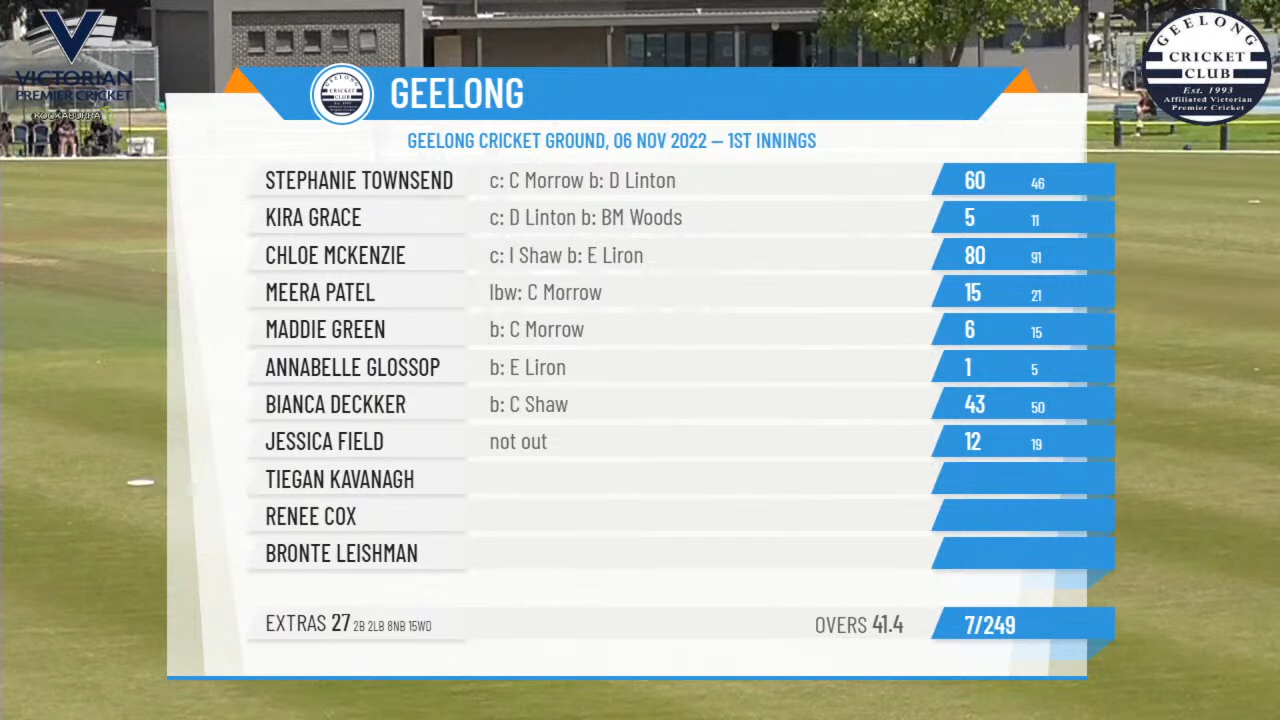 VICTORIAN
PREMIER CRICKET
KOOKABURRA
GEELONG
CRICKET
CLUB
Est. 1993
Affiliated Victorian
Premier Cricket
GEELONG
GEELONG CRICKET GROUND, 06 NOV 2022 – 1ST INNINGS
STEPHANIE TOWNSEND c: C Morrow b: D Linton 60 46
KIRA GRACE c: D Linton b: BM Woods 5 11
CHLOE MCKENZIE c: I Shaw b: E Liron 80 91
MEERA PATEL lbw: C Morrow 15 21
MADDIE GREEN b: C Morrow 6 15
ANNABELLE GLOSSOP b: E Liron 1 5
BIANCA DECKKER b: C Shaw 43 50
JESSICA FIELD not out 12 19
TIEGAN KAVANAGH
RENEE COX
BRONTE LEISHMAN
EXTRAS 27 2B 2LB 8NB 15WD OVERS 41.4 7/249